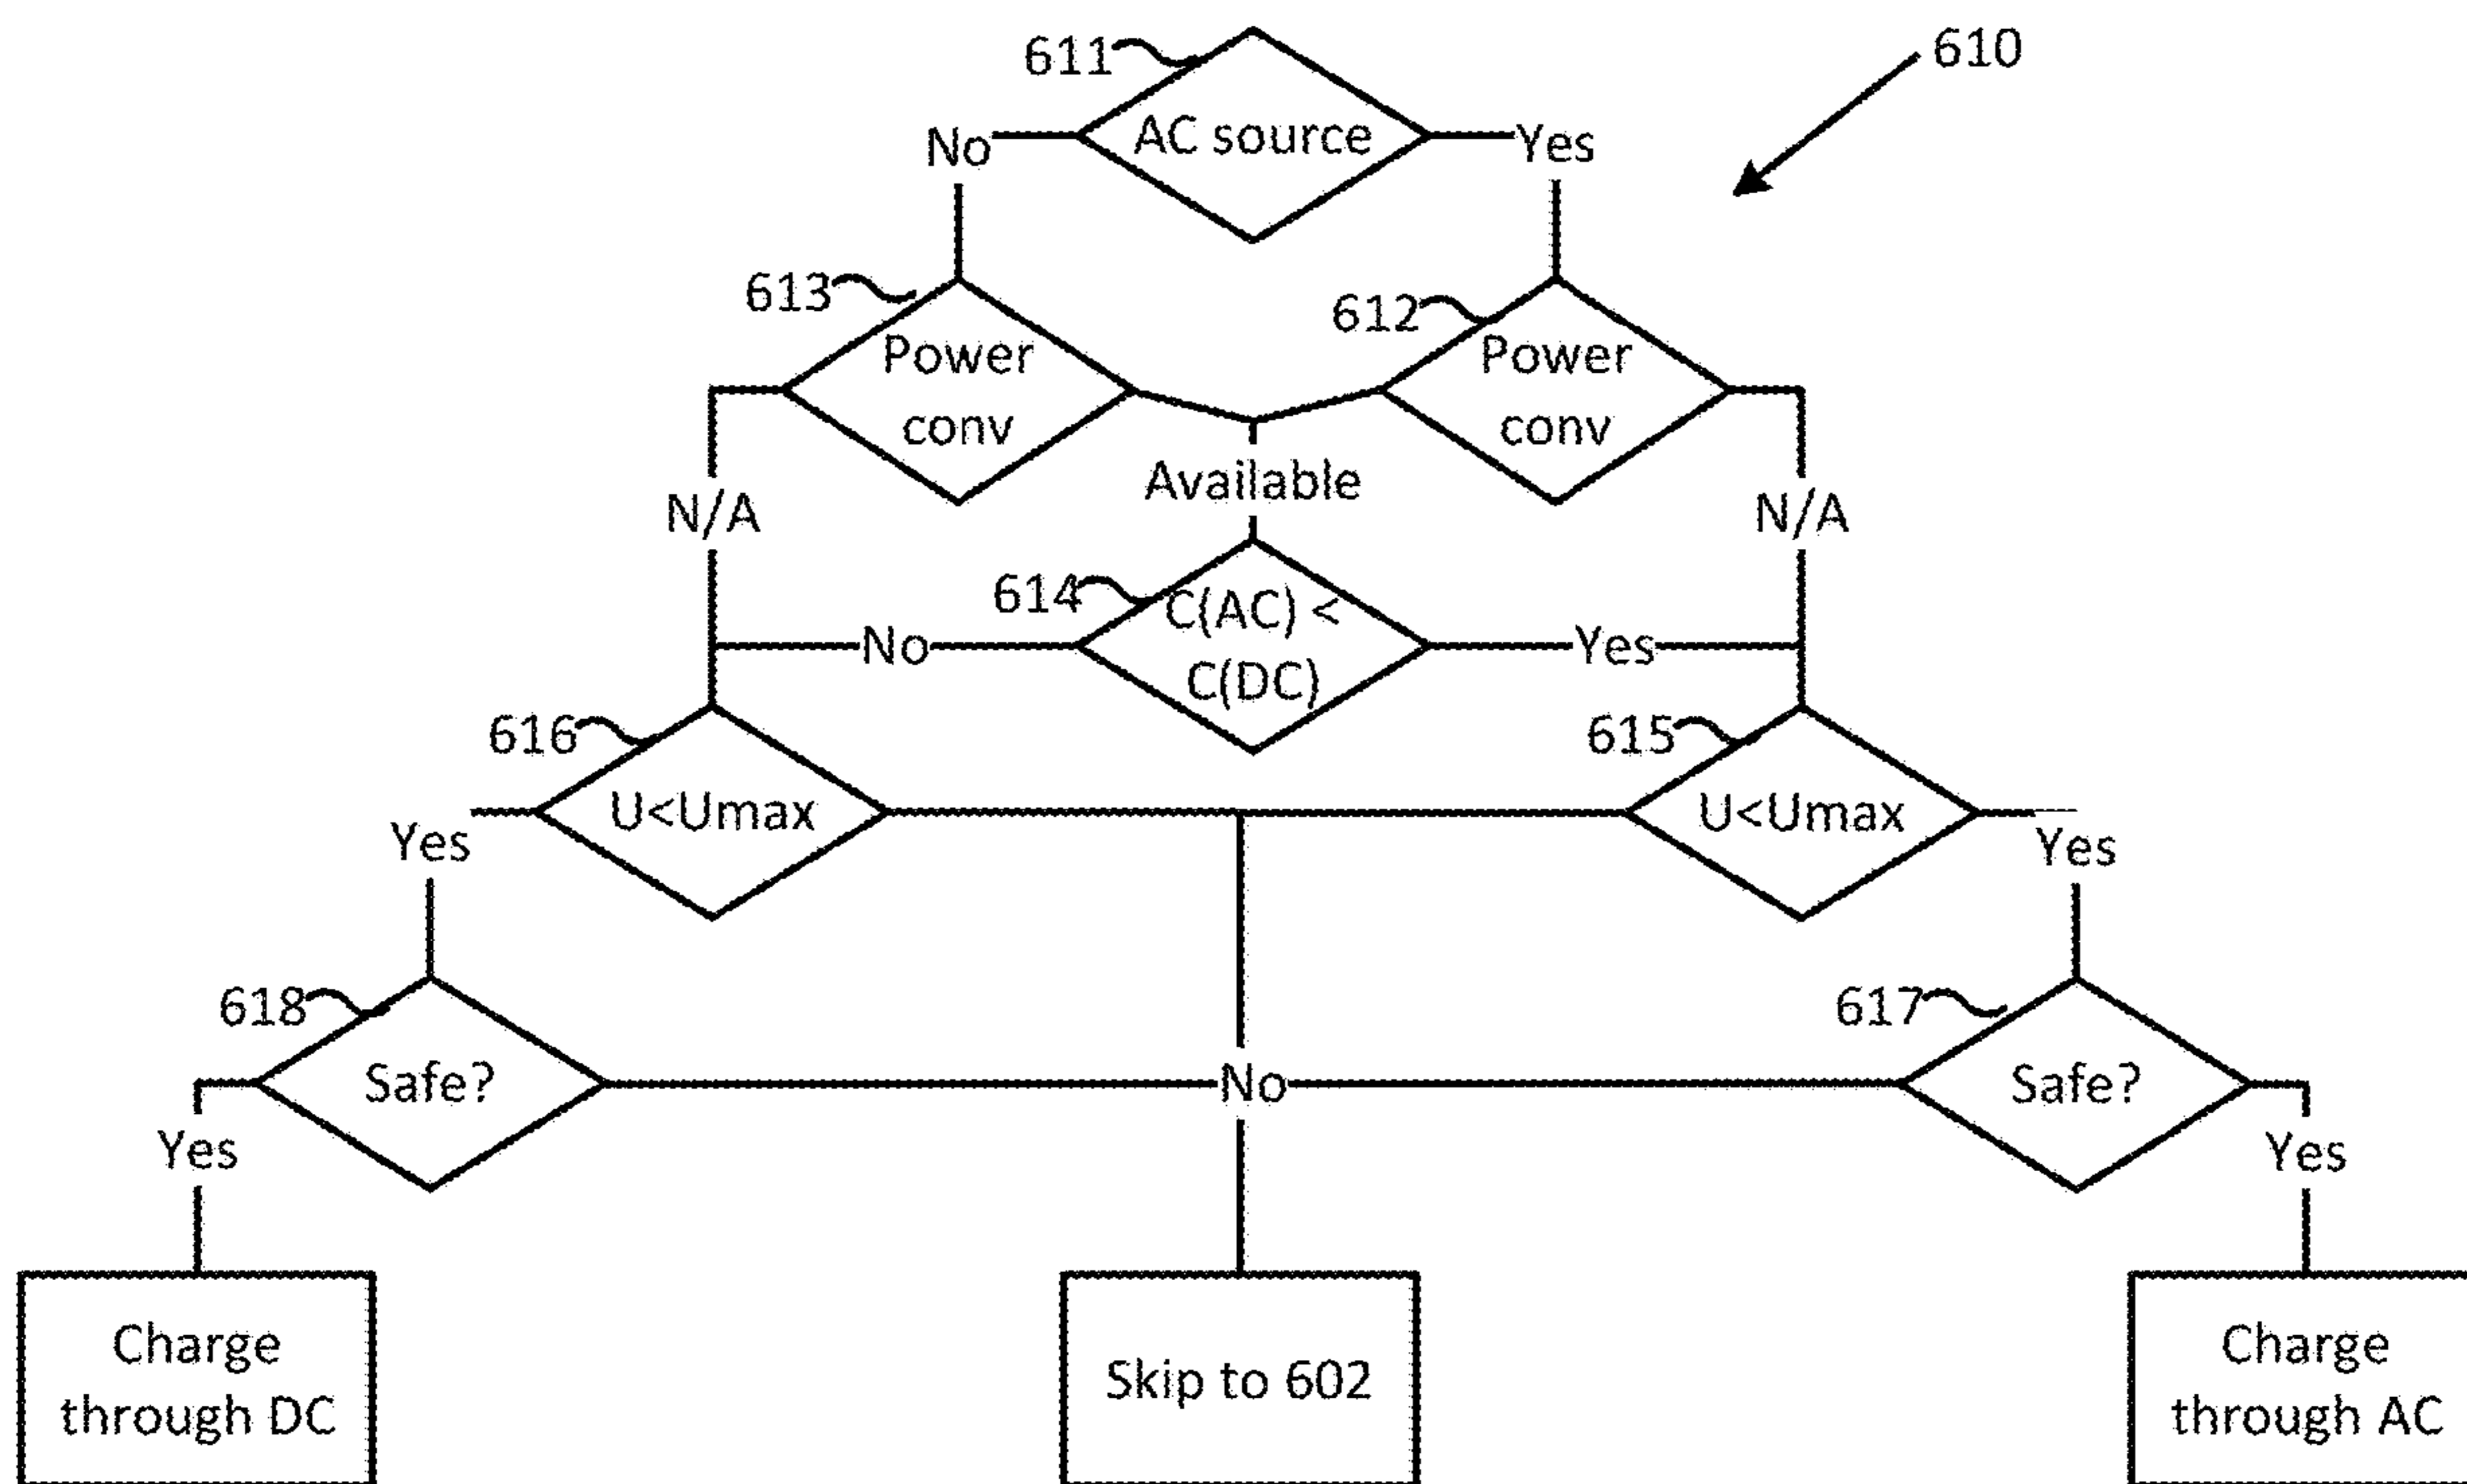 611
610
No
AC source
Yes
613
612
Power
conv
Power
conv
Available
N/A
N/A
614
C(AC) <
C(DC)
No
Yes
616
615
U<Umax
U<Umax
Yes
Yes
618
617
Safe?
No
Safe?
Yes
Yes
Charge
through DC
Skip to 602
Charge
through AC